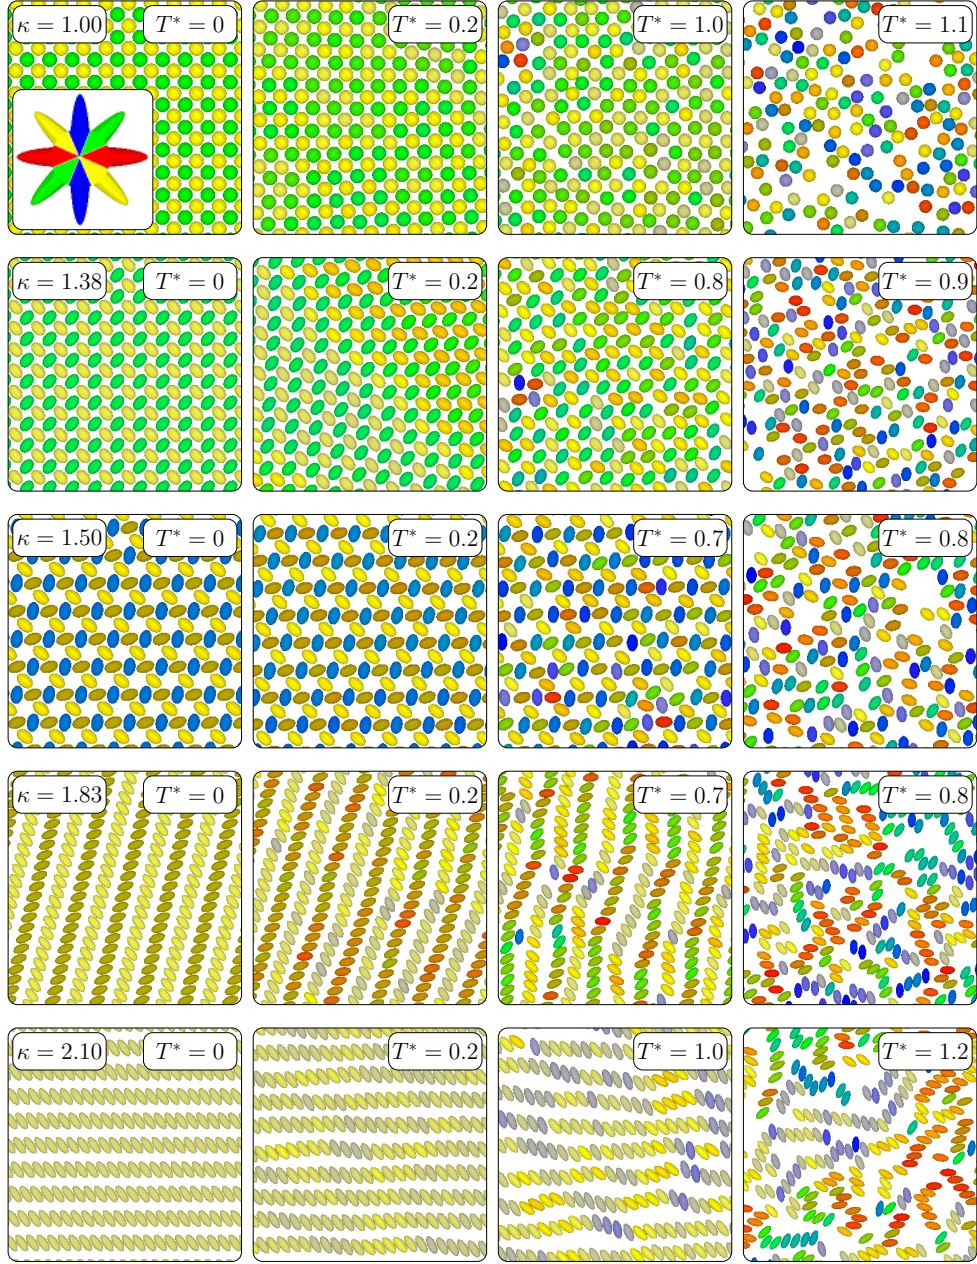 κ = 1.00 T* = 0 T* = 0.2 T* = 1.0 T* = 1.1
κ = 1.38 T* = 0 T* = 0.2 T* = 0.8 T* = 0.9
κ = 1.50 T* = 0 T* = 0.2 T* = 0.7 T* = 0.8
κ = 1.83 T* = 0 T* = 0.2 T* = 0.7 T* = 0.8
κ = 2.10 T* = 0 T* = 0.2 T* = 1.0 T* = 1.2